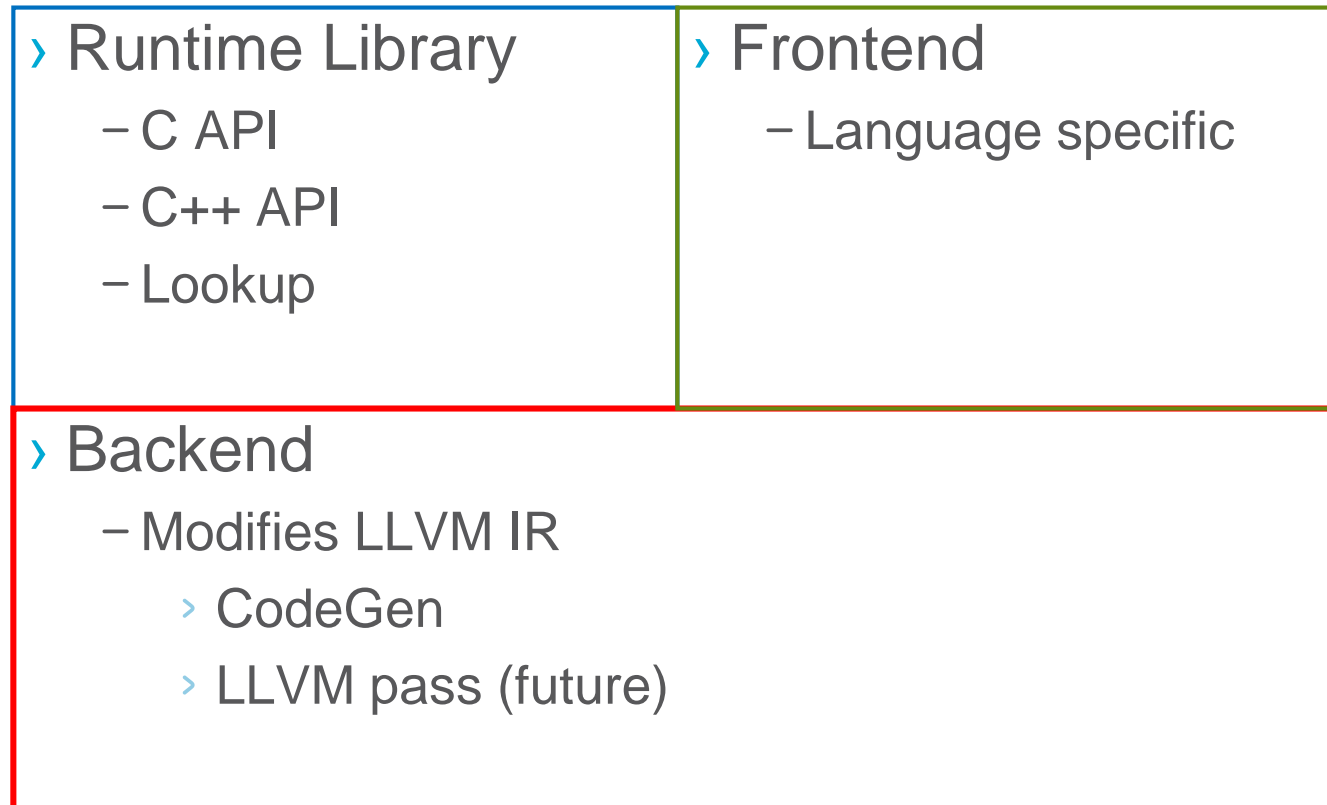 › Runtime Library
– C API
– C++ API
– Lookup
› Frontend
– Language specific
› Backend
– Modifies LLVM IR
› CodeGen
› LLVM pass (future)